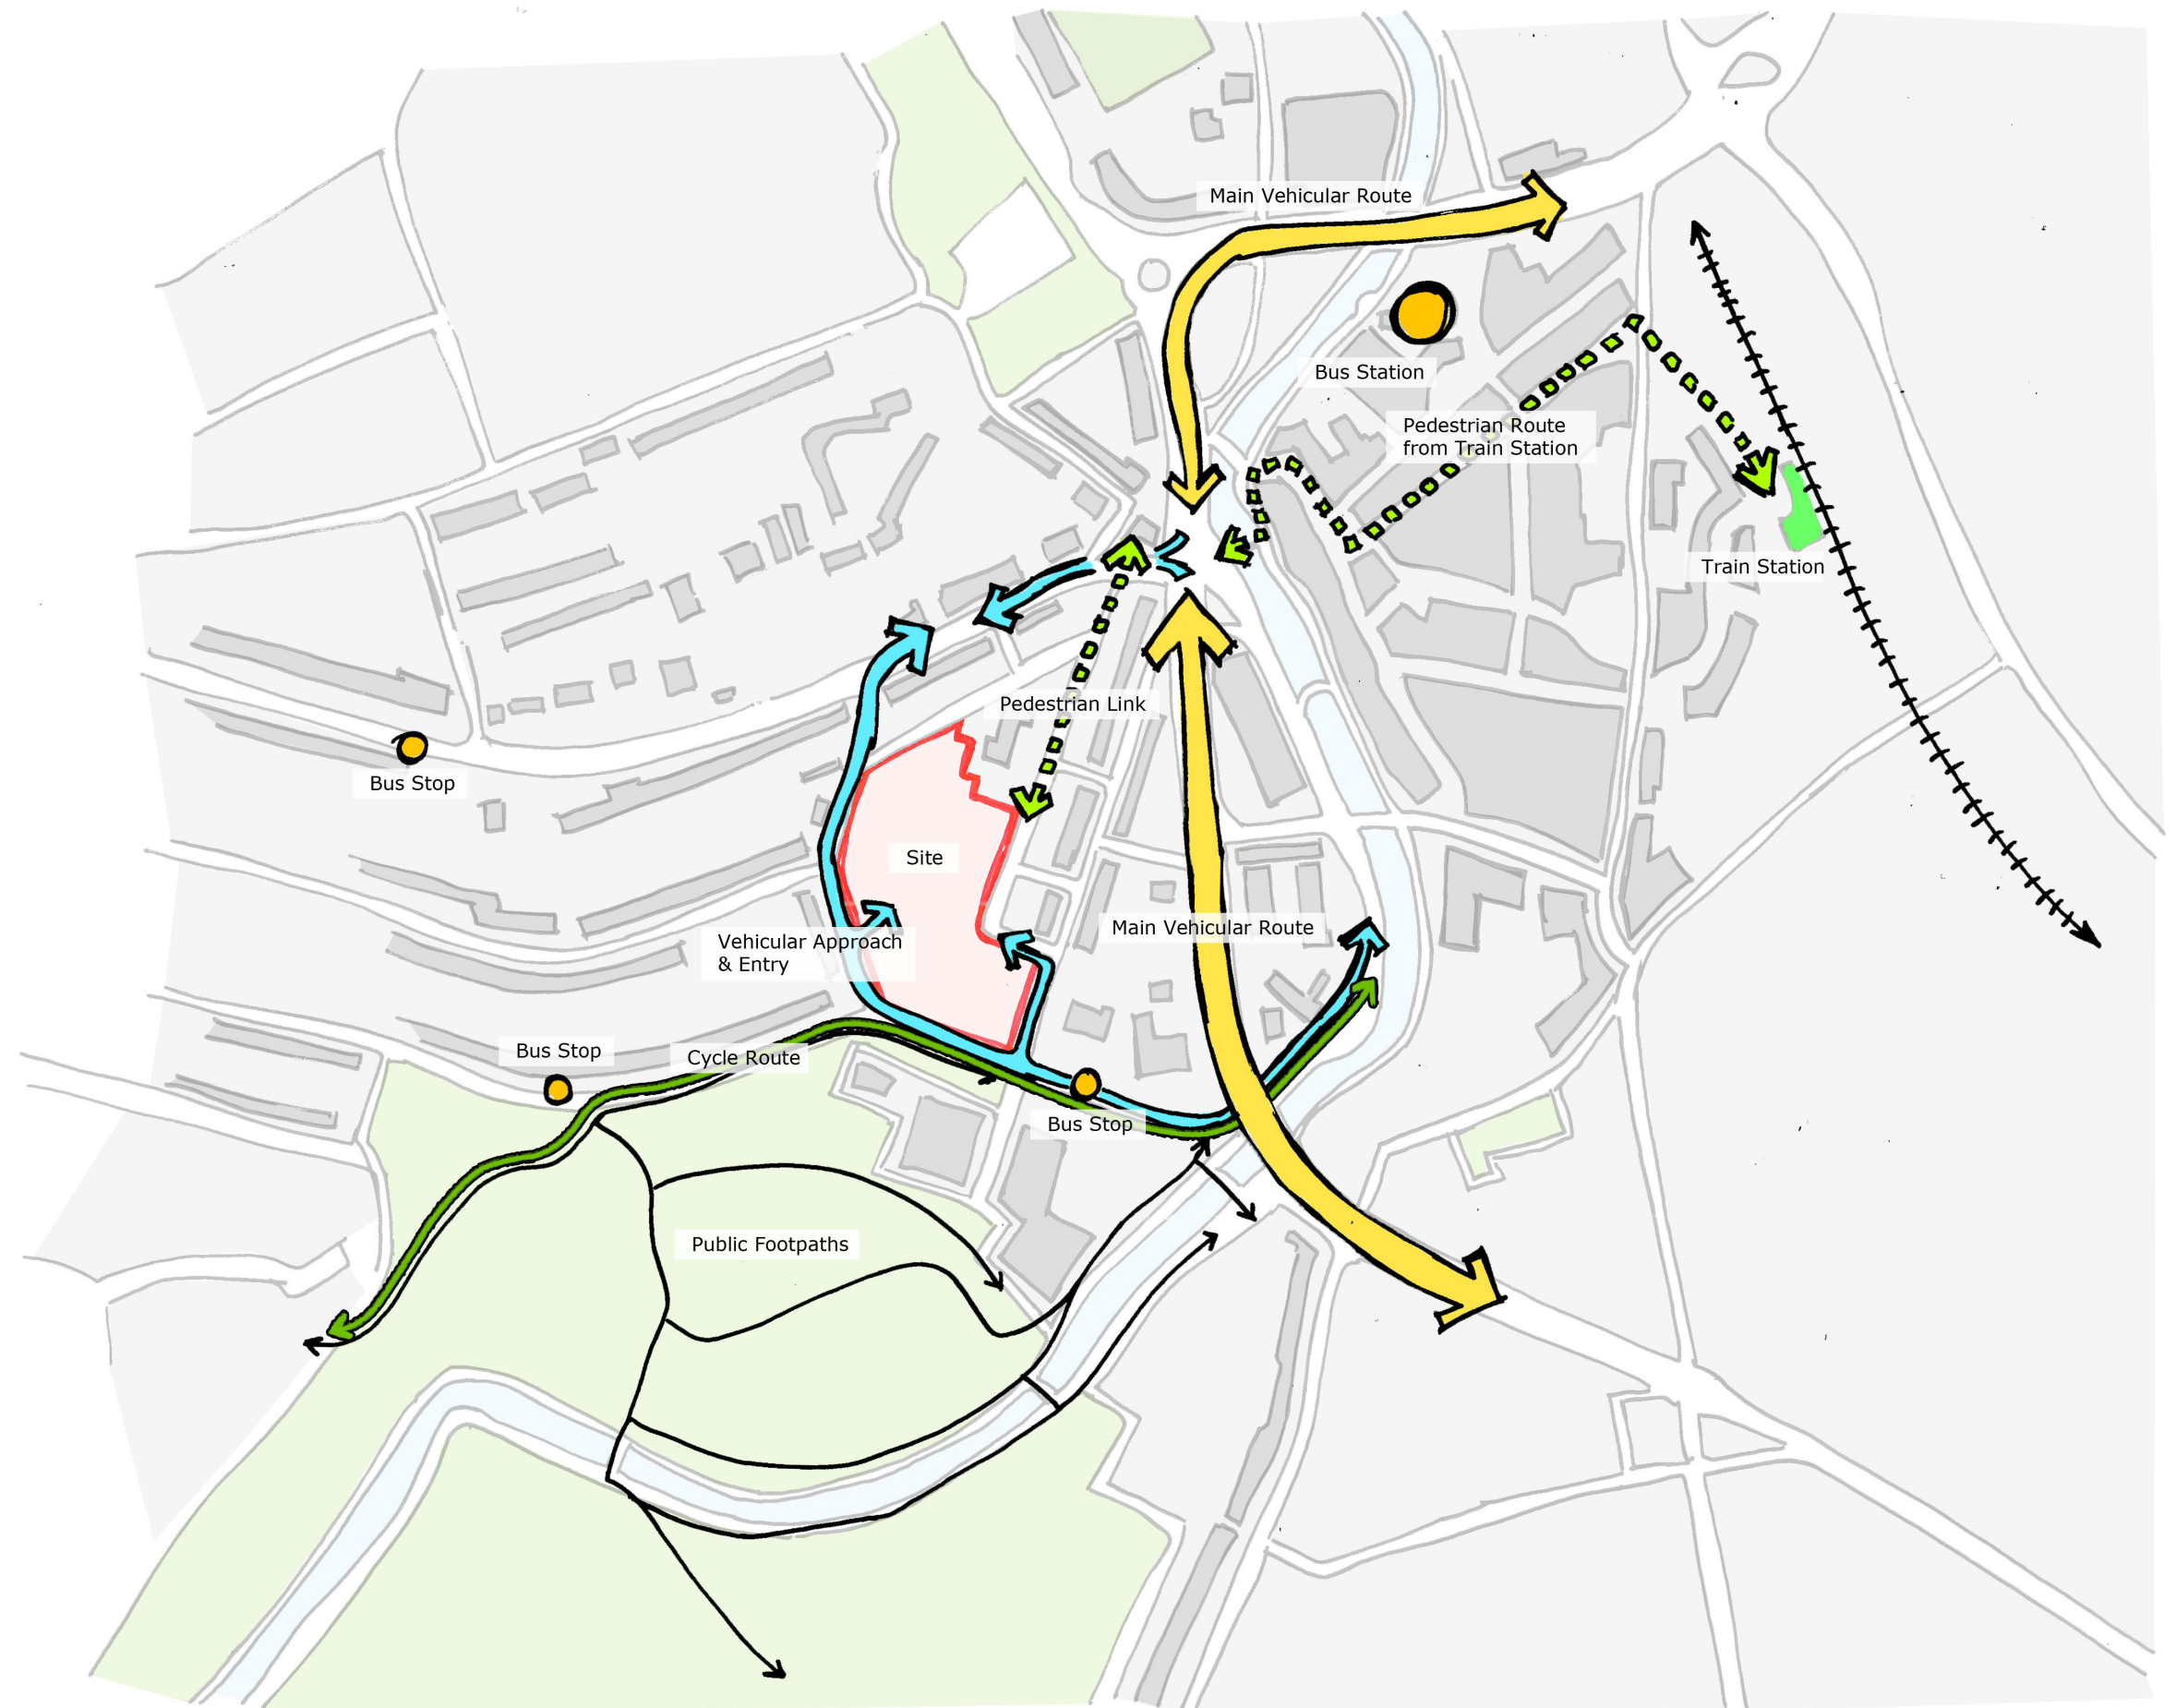 Main Vehicular Route
Bus Station
Pedestrian Route
from Train Station
Train Station
Pedestrian Link
Bus Stop
Site
Main Vehicular Route
Vehicular Approach
& Entry
Bus Stop
Cycle Route
Bus Stop
Public Footpaths